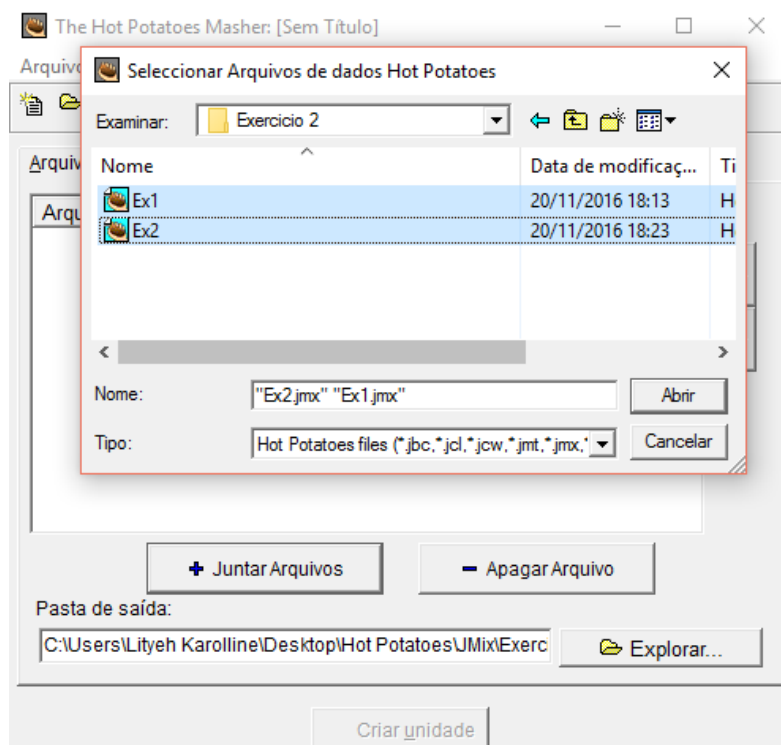 The Hot Potatoes Masher: [Sem Título]
Arquivo
Seleccionar Arquivos de dados Hot Potatoes
Examinar: Exercicio 2
Arquiv
Nome Data de modificaç... Ti
Arqu
Ex1 20/11/2016 18:13 H
Ex2 20/11/2016 18:23 H
Nome: "Ex2.jmx" "Ex1.jmx" Abrir
Tipo: Hot Potatoes files (*.jbc,*.jcl,*.jcw,*.jmt,*.jmx,* Cancelar
+ Juntar Arquivos − Apagar Arquivo
Pasta de saída:
C:\Users\Lityeh Karolline\Desktop\Hot Potatoes\JMix\Exerc Explorar...
Criar unidade